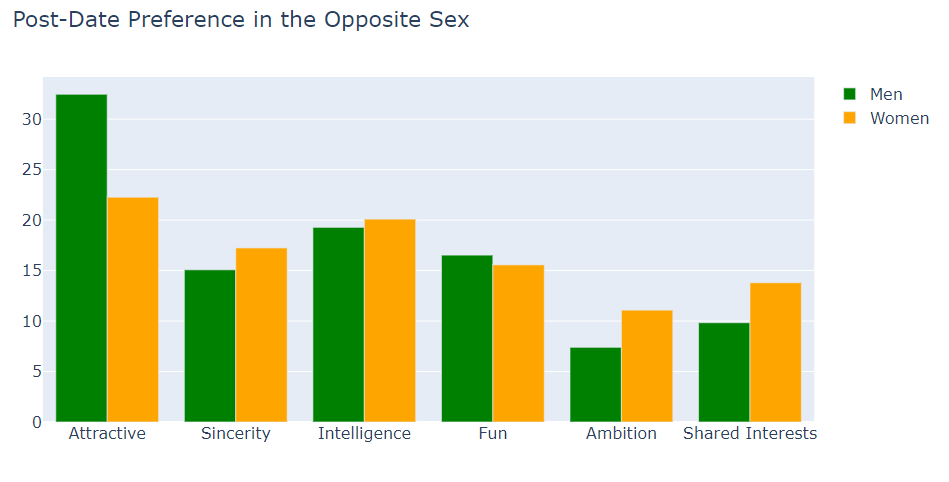 Post-Date Preference in the Opposite Sex
Men
Women
30
25
20
15
10
5
0
Attractive Sincerity Intelligence Fun Ambition Shared Interests